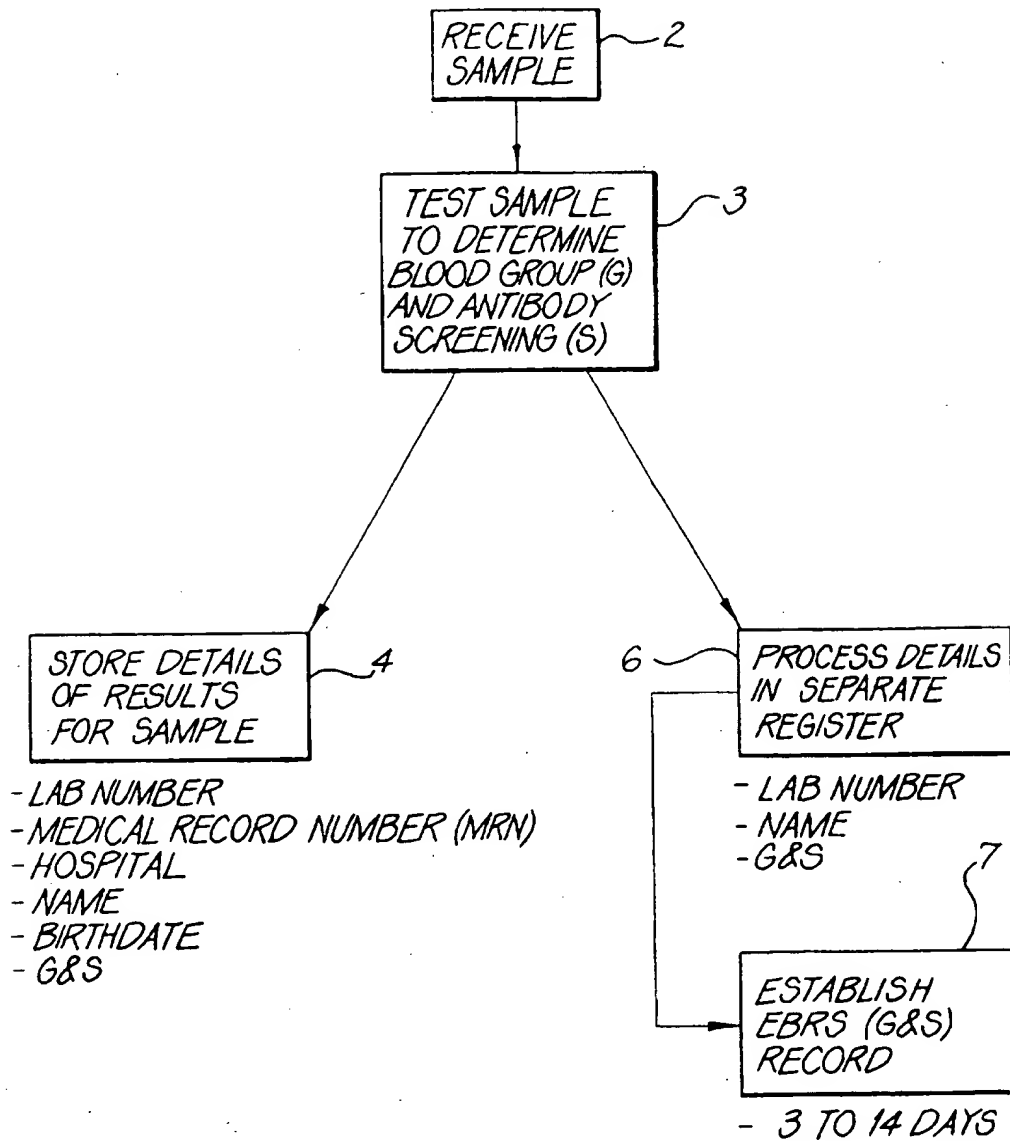 RECEIVE
SAMPLE
2
TEST SAMPLE
TO DETERMINE
BLOOD GROUP (G)
AND ANTIBODY
SCREENING (S)
3
STORE DETAILS
OF RESULTS
FOR SAMPLE
4
- LAB NUMBER
- MEDICAL RECORD NUMBER (MRN)
- HOSPITAL
- NAME
- BIRTHDATE
- G&S
6
PROCESS DETAILS
IN SEPARATE
REGISTER
- LAB NUMBER
- NAME
- G&S
7
ESTABLISH
EBRS (G&S)
RECORD
- 3 TO 14 DAYS